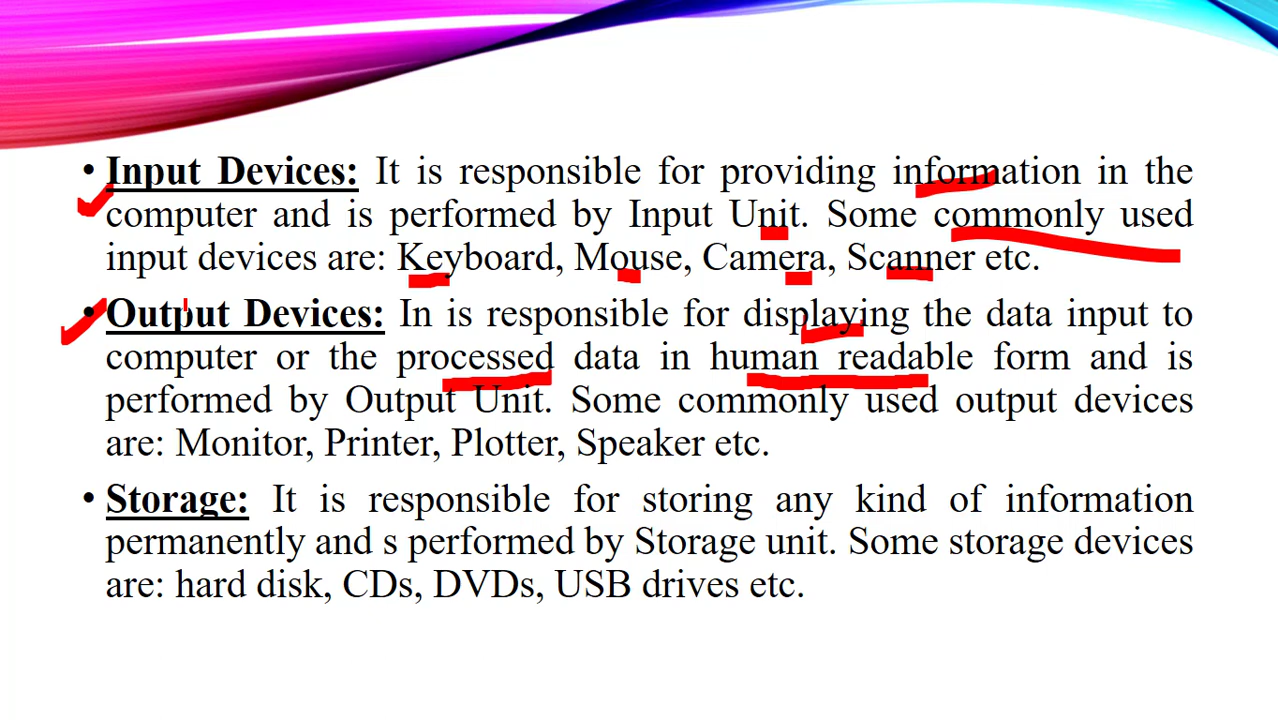 • Input Devices: It is responsible for providing information in the
computer and is performed by Input Unit. Some commonly used
input devices are: Keyboard, Mouse, Camera, Scanner etc.
• Output Devices: In is responsible for displaying the data input to
computer or the processed data in human readable form and is
performed by Output Unit. Some commonly used output devices
are: Monitor, Printer, Plotter, Speaker etc.
• Storage: It is responsible for storing any kind of information
permanently and s performed by Storage unit. Some storage devices
are: hard disk, CDs, DVDs, USB drives etc.